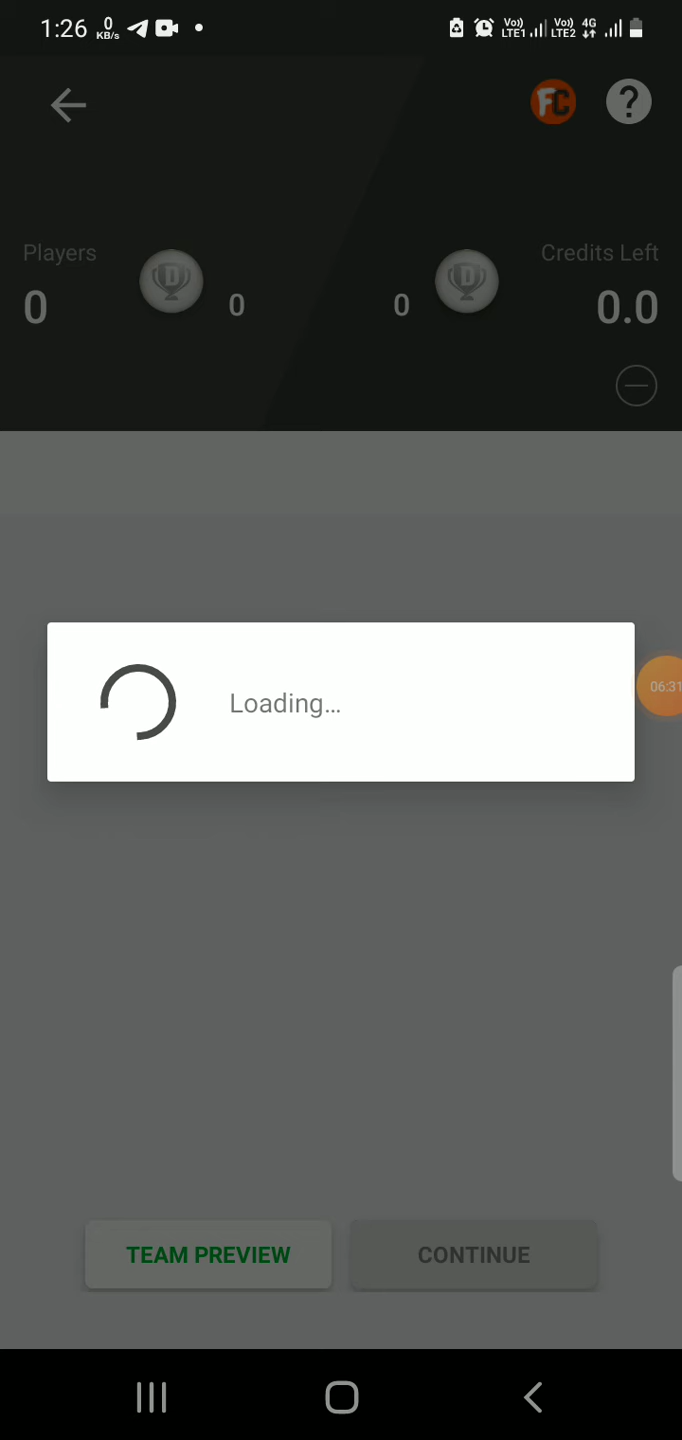 1:26 0 KB/s Vo) LTE1 Vo) LTE2 4G
FC ?
Players D D Credits Left
0 0 0 0.0
Loading...
06:31
TEAM PREVIEW CONTINUE